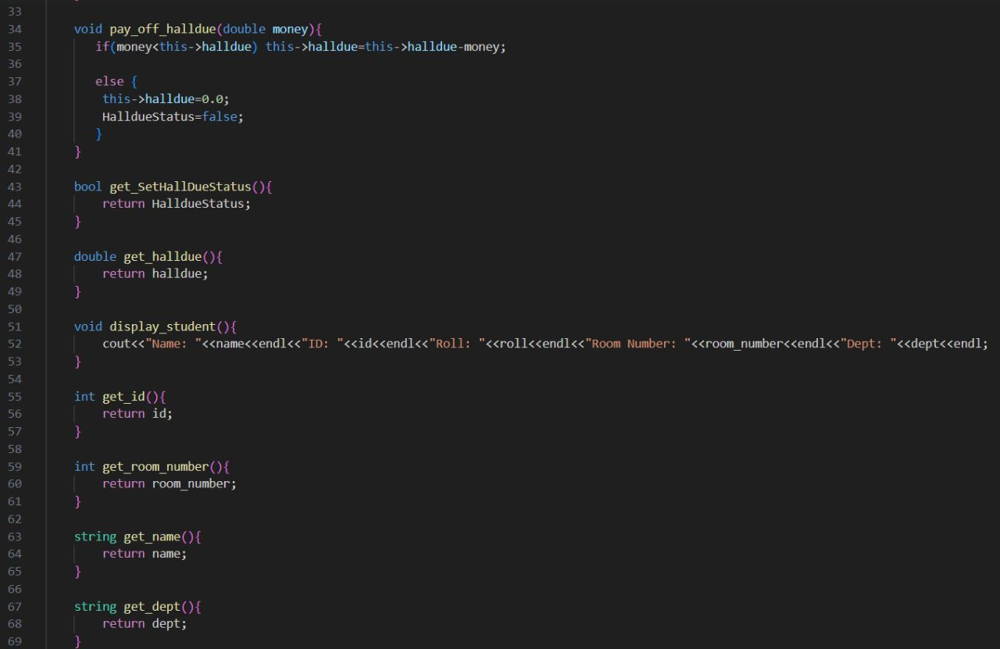 33
34 void pay_off_halldue(double money){
35 if(money<this->halldue) this->halldue=this->halldue-money;
36
37 else {
38 this->halldue=0.0;
39 HalldueStatus=false;
40 }
41 }
42
43 bool get_SetHallDueStatus(){
44 return HalldueStatus;
45 }
46
47 double get_halldue(){
48 return halldue;
49 }
50
51 void display_student(){
52 cout<<"Name: "<<name<<endl<<"ID: "<<id<<endl<<"Roll: "<<roll<<endl<<"Room Number: "<<room_number<<endl<<"Dept: "<<dept<<endl;
53 }
54
55 int get_id(){
56 return id;
57 }
58
59 int get_room_number(){
60 return room_number;
61 }
62
63 string get_name(){
64 return name;
65 }
66
67 string get_dept(){
68 return dept;
69 }